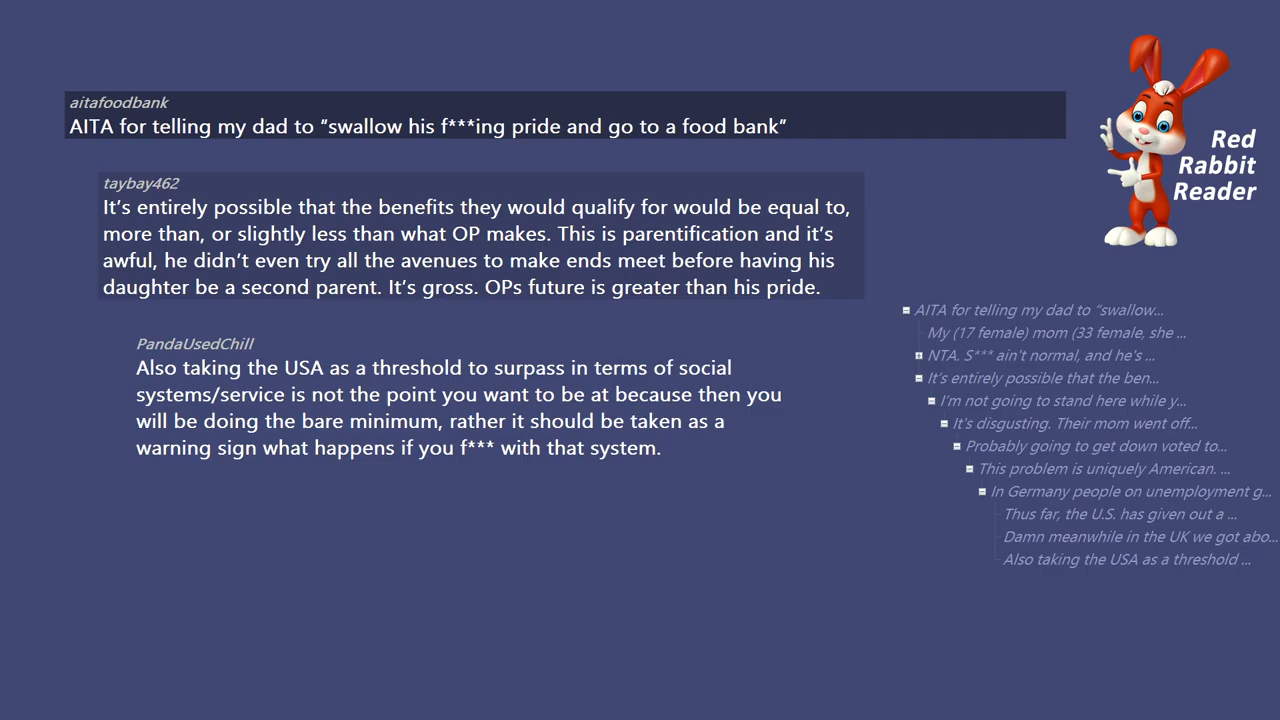 aitafoodbank
AITA for telling my dad to “swallow his f***ing pride and go to a food bank”
taybay462
It’s entirely possible that the benefits they would qualify for would be equal to,
more than, or slightly less than what OP makes. This is parentification and it’s
awful, he didn’t even try all the avenues to make ends meet before having his
daughter be a second parent. It’s gross. OPs future is greater than his pride.
PandaUsedChill
Also taking the USA as a threshold to surpass in terms of social
systems/service is not the point you want to be at because then you
will be doing the bare minimum, rather it should be taken as a
warning sign what happens if you f*** with that system.
Red
Rabbit
Reader
AITA for telling my dad to “swallow...
My (17 female) mom (33 female, she ...
NTA. S*** ain't normal, and he's ...
It’s entirely possible that the ben...
I’m not going to stand here while y...
It’s disgusting. Their mom went off...
Probably going to get down voted to...
This problem is uniquely American. ...
In Germany people on unemployment g...
Thus far, the U.S. has given out a ...
Damn meanwhile in the UK we got abo...
Also taking the USA as a threshold ...